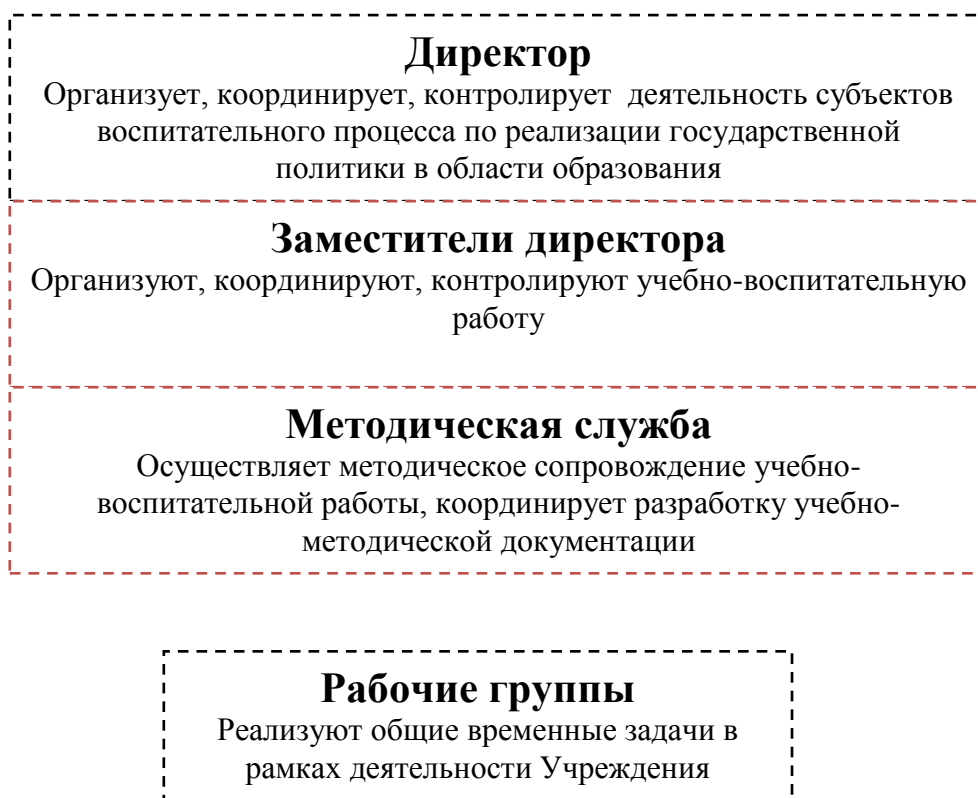 Директор
Организует, координирует, контролирует деятельность субъектов
воспитательного процесса по реализации государственной
политики в области образования
Заместители директора
Организуют, координируют, контролируют учебно-воспитательную
работу
Методическая служба
Осуществляет методическое сопровождение учебно-
воспитательной работы, координирует разработку учебно-
методической документации
Рабочие группы
Реализуют общие временные задачи в
рамках деятельности Учреждения